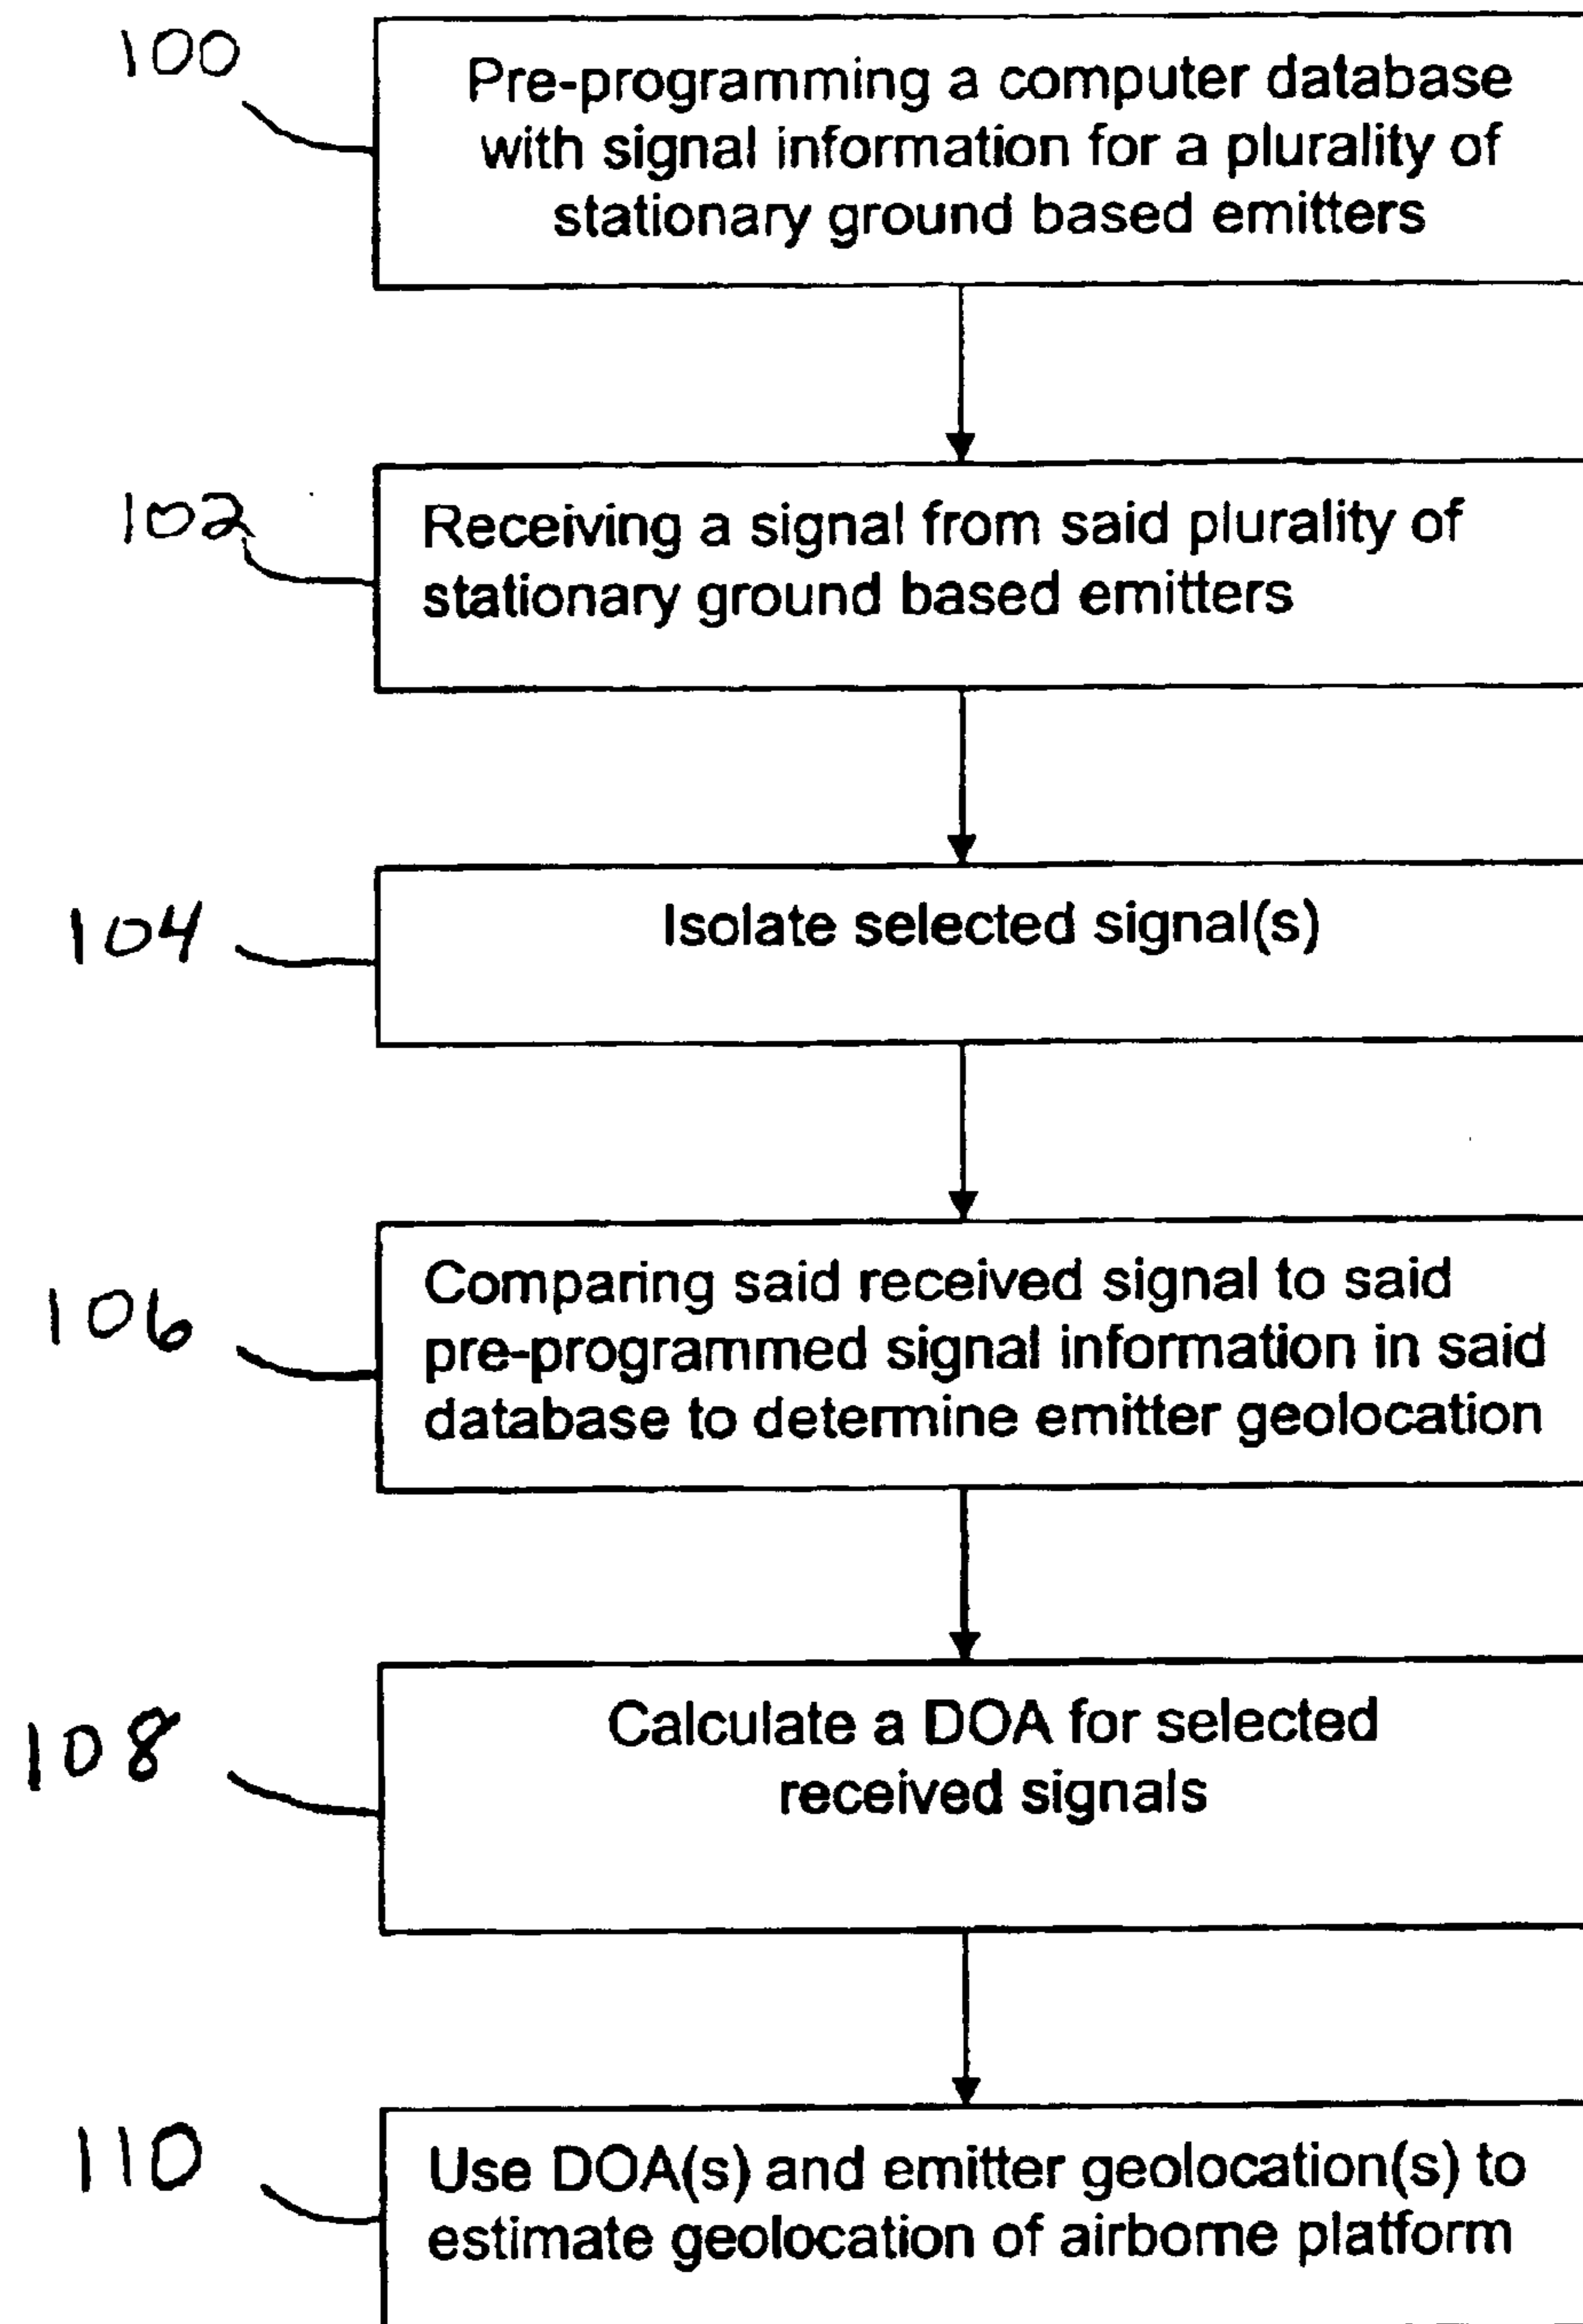 100
Pre-programming a computer database
with signal information for a plurality of
stationary ground based emitters
102
Receiving a signal from said plurality of
stationary ground based emitters
104
Isolate selected signal(s)
106
Comparing said received signal to said
pre-programmed signal information in said
database to determine emitter geolocation
108
Calculate a DOA for selected
received signals
110
Use DOA(s) and emitter geolocation(s) to
estimate geolocation of airborne platform